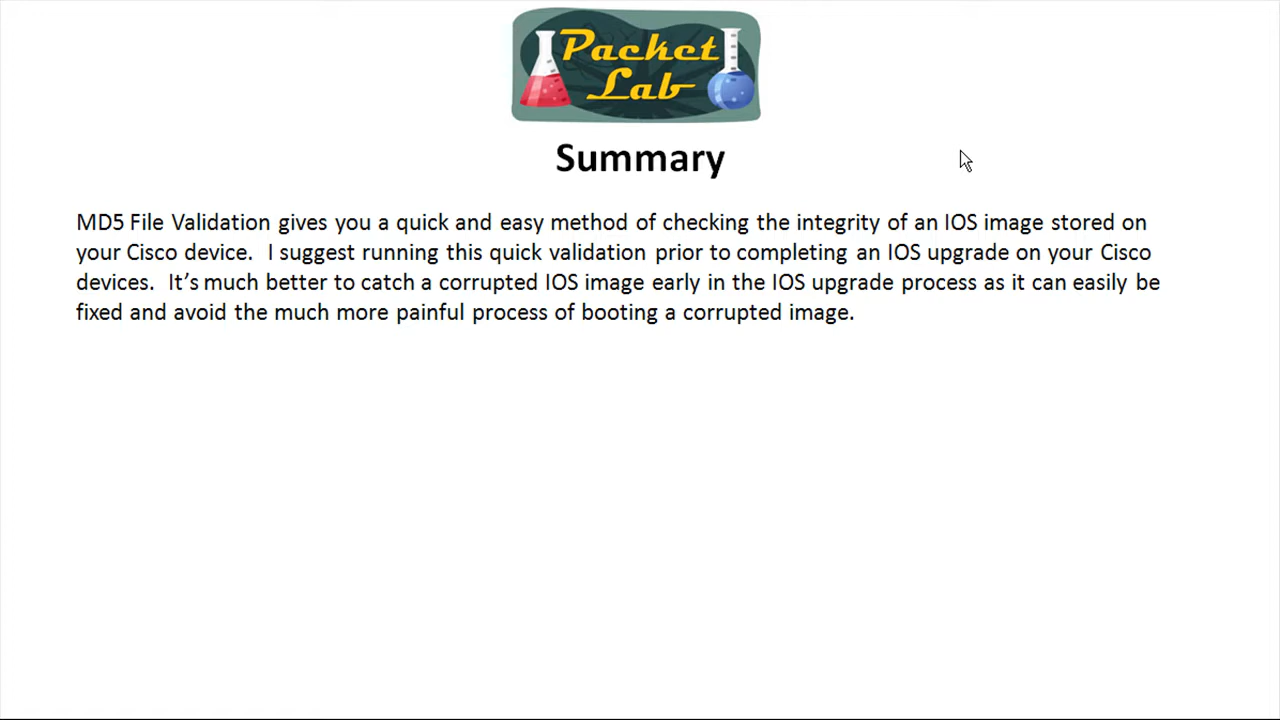 Packet
Lab
Summary
MD5 File Validation gives you a quick and easy method of checking the integrity of an IOS image stored on
your Cisco device.  I suggest running this quick validation prior to completing an IOS upgrade on your Cisco
devices.  It’s much better to catch a corrupted IOS image early in the IOS upgrade process as it can easily be
fixed and avoid the much more painful process of booting a corrupted image.